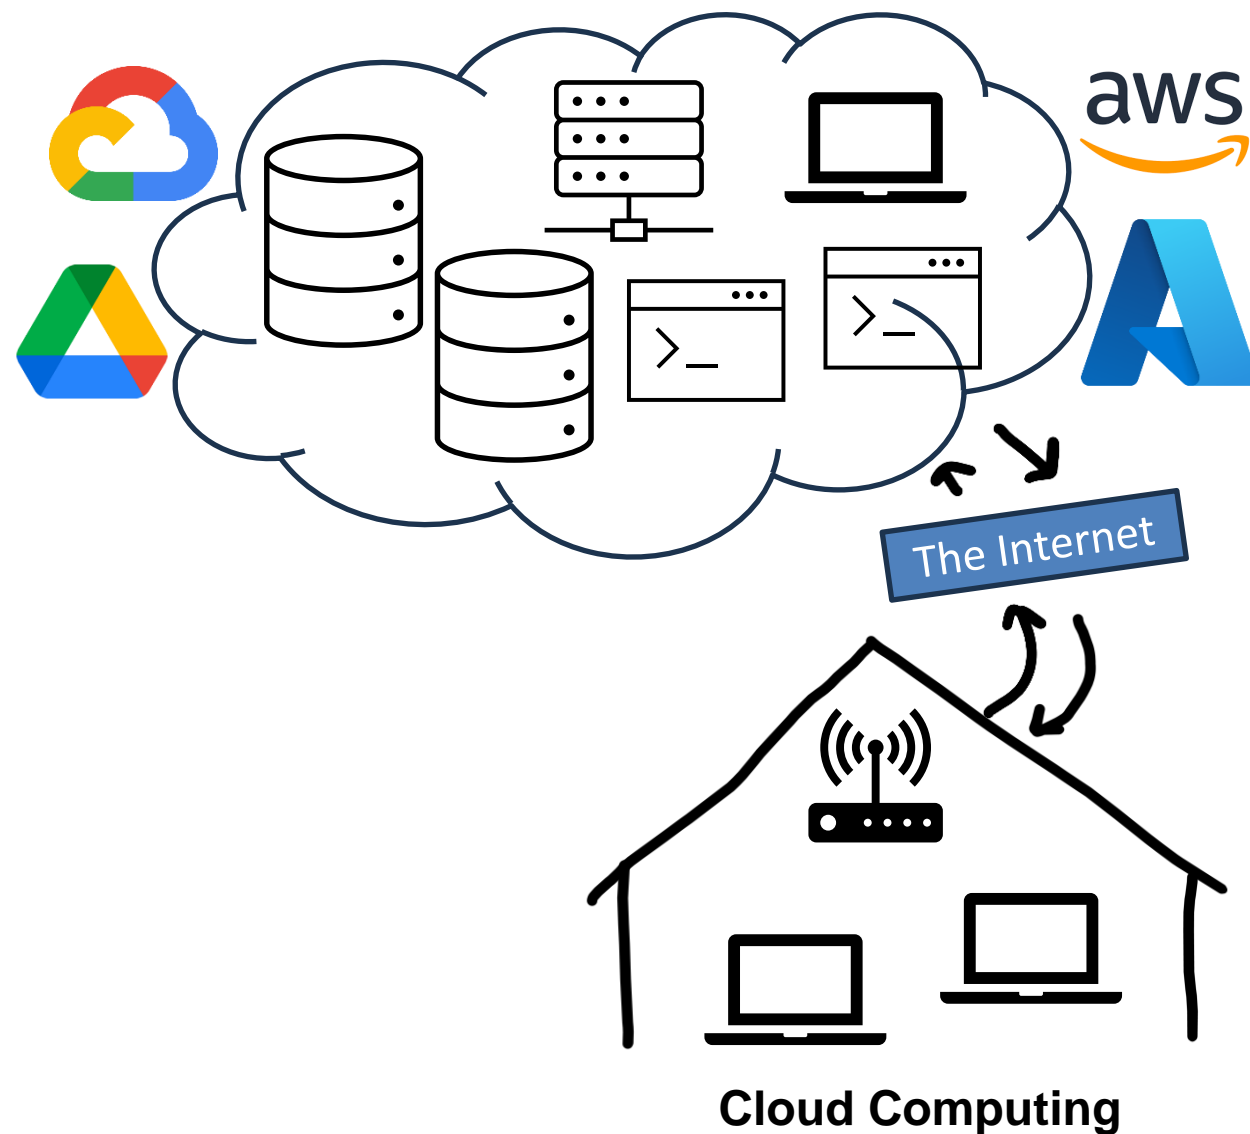 aws
>_
>_
The Internet
Cloud Computing